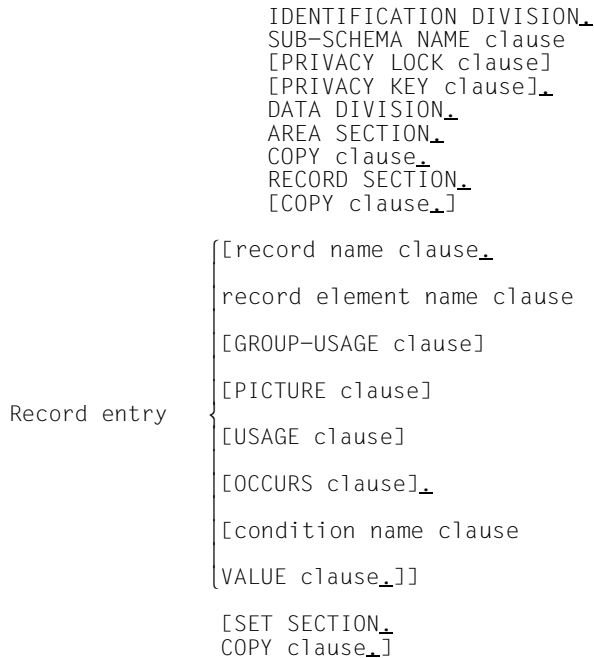 IDENTIFICATION DIVISION.
SUB-SCHEMA NAME clause
[PRIVACY LOCK clause]
[PRIVACY KEY clause].
DATA DIVISION.
AREA SECTION.
COPY clause.
RECORD SECTION.
[COPY clause.]
[record name clause.
record element name clause
[GROUP-USAGE clause]
[PICTURE clause]
Record entry
[USAGE clause]
[OCCURS clause].
[condition name clause
VALUE clause.]]
[SET SECTION.
COPY clause.]